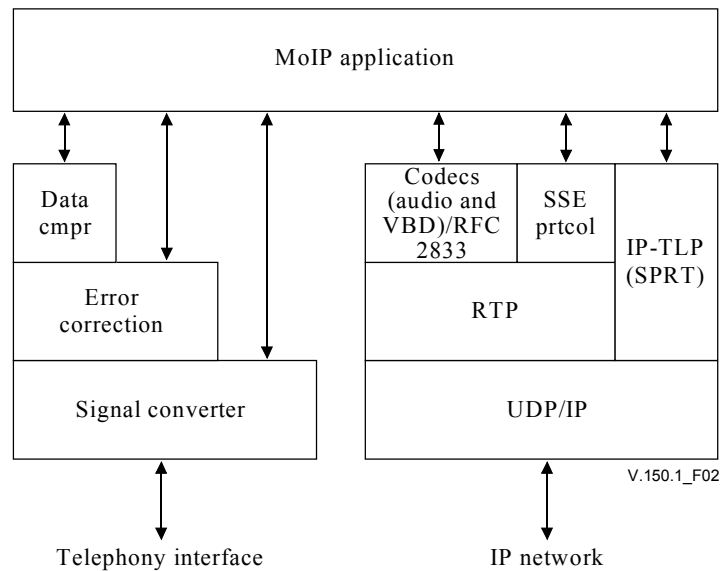 MoIP application
Data
cmpr
Codecs
(audio and
VBD)/RFC
2833
SSE
prtcol
IP-TLP
(SPRT)
Error
correction
RTP
Signal converter
UDP/IP
V.150.1_F02
Telephony interface
IP network